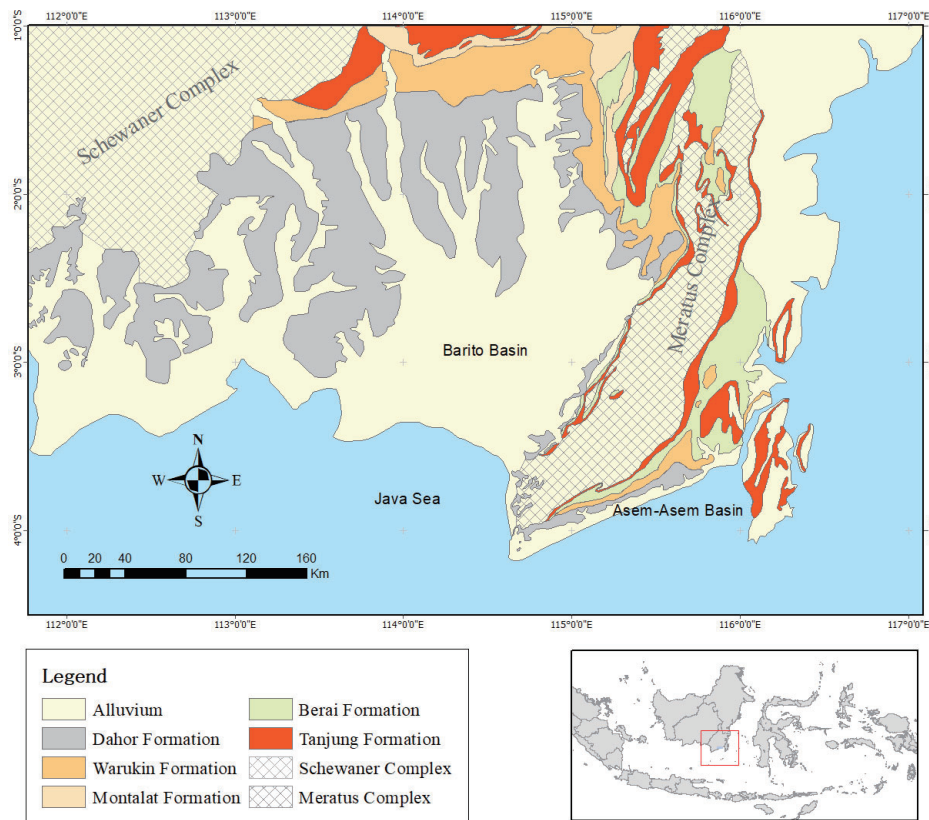 112°0'0"E 113°0'0"E 114°0'0"E 115°0'0"E 116°0'0"E 117°0'0"E
1°0'0"S
Schewaner Complex
2°0'0"S
Meratus Complex
Barito Basin
3°0'0"S
N
W E
S
Java Sea
Asem-Asem Basin
4°0'0"S
0 20 40 80 120 160
Km
112°0'0"E 113°0'0"E 114°0'0"E 115°0'0"E 116°0'0"E 117°0'0"E
Legend
Alluvium
Dahor Formation
Warukin Formation
Montalat Formation
Berai Formation
Tanjung Formation
Schewaner Complex
Meratus Complex